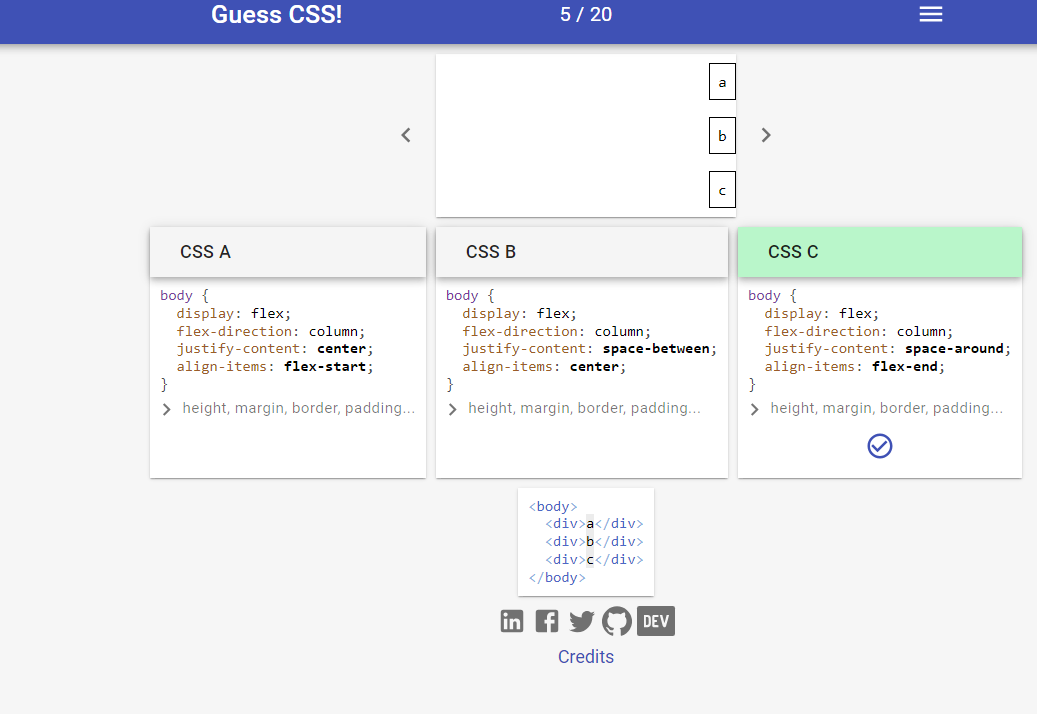 Guess CSS!
5 / 20
a
b
c
CSS A
body {
  display: flex;
  flex-direction: column;
  justify-content: center;
  align-items: flex-start;
}
height, margin, border, padding...
CSS B
body {
  display: flex;
  flex-direction: column;
  justify-content: space-between;
  align-items: center;
}
height, margin, border, padding...
CSS C
body {
  display: flex;
  flex-direction: column;
  justify-content: space-around;
  align-items: flex-end;
}
height, margin, border, padding...
<body>
  <div>a</div>
  <div>b</div>
  <div>c</div>
</body>
in
f
DEV
Credits